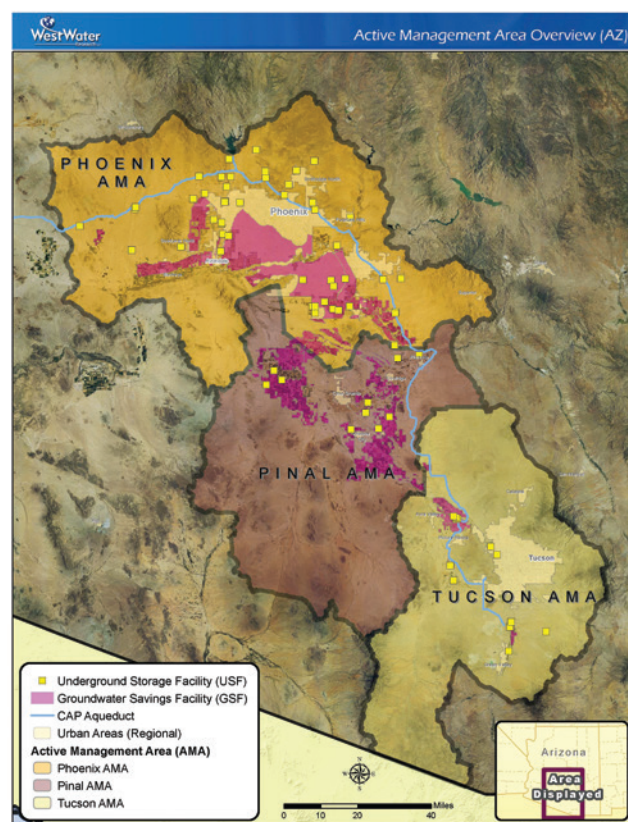 WestWater
Research
Active Management Area Overview (AZ)
PHOENIX
AMA
Phoenix
PINAL AMA
Tucson
TUCSON AMA
Underground Storage Facility (USF)
Groundwater Savings Facility (GSF)
CAP Aqueduct
Urban Areas (Regional)
Active Management Area (AMA)
Phoenix AMA
Pinal AMA
Tucson AMA
Miles
0
20
40
Arizona
Area
Displayed